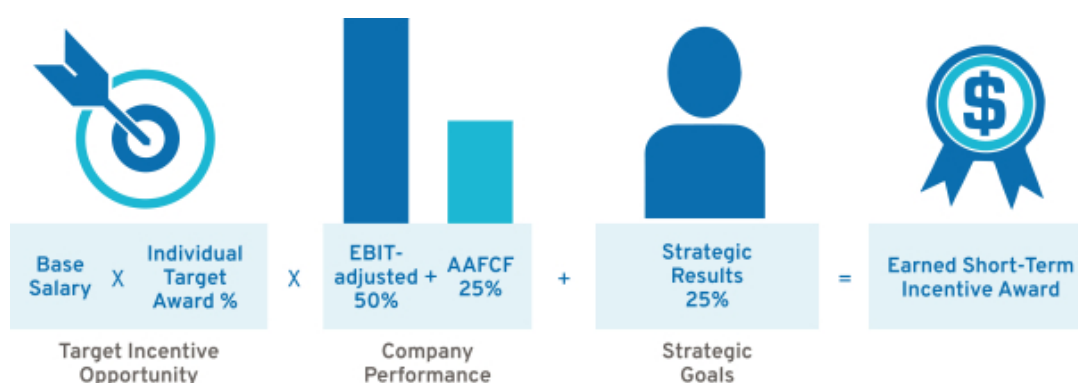 $
Base
Salary
X
Individual
Target
Award %
X
EBIT-
adjusted
50%
+
AAFCF
25%
+
Strategic
Results
25%
=
Earned Short-Term
Incentive Award
Target Incentive
Opportunity
Company
Performance
Strategic
Goals